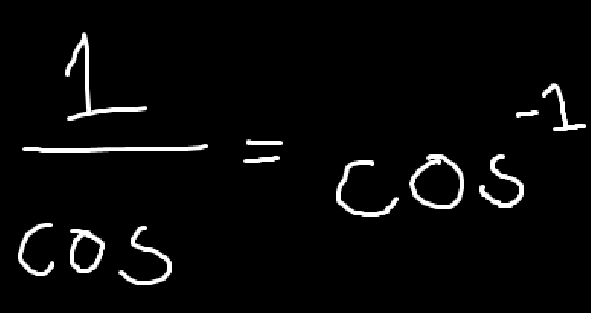 1/cos = cos⁻¹